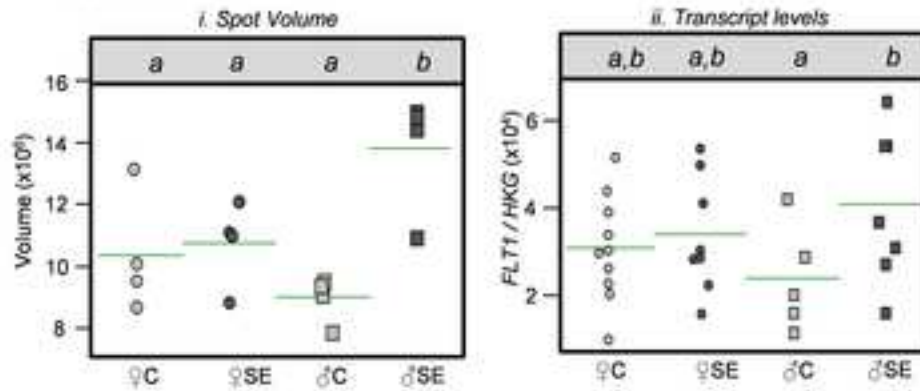 i. Spot Volume
a a a b
Volume (x10⁶)
16
14
12
10
8
♀C ♀SE ♂C ♂SE
ii. Transcript levels
a,b a,b a b
FLT1 / HKG (x10⁴)
6
4
2
♀C ♀SE ♂C ♂SE